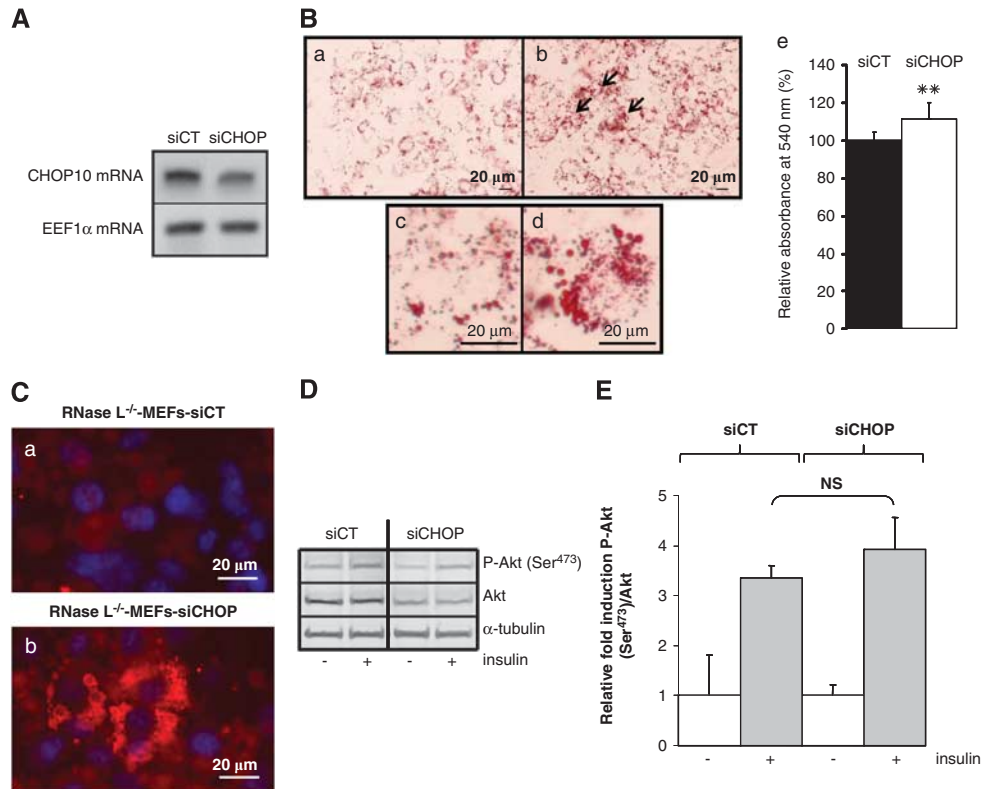 A
siCT siCHOP
CHOP10 mRNA
EEF1α mRNA
B
a
20 μm
b
20 μm
c
20 μm
d
20 μm
e
siCT siCHOP
**
Relative absorbance at 540 nm (%)
140
120
100
80
60
40
20
0
C
RNase L-/--MEFs-siCT
a
20 μm
RNase L-/--MEFs-siCHOP
b
20 μm
D
siCT siCHOP
P-Akt (Ser473)
Akt
α-tubulin
- + - + insulin
E
siCT siCHOP
NS
Relative fold induction P-Akt
(Ser473)/Akt
5
4
3
2
1
0
- + - + insulin